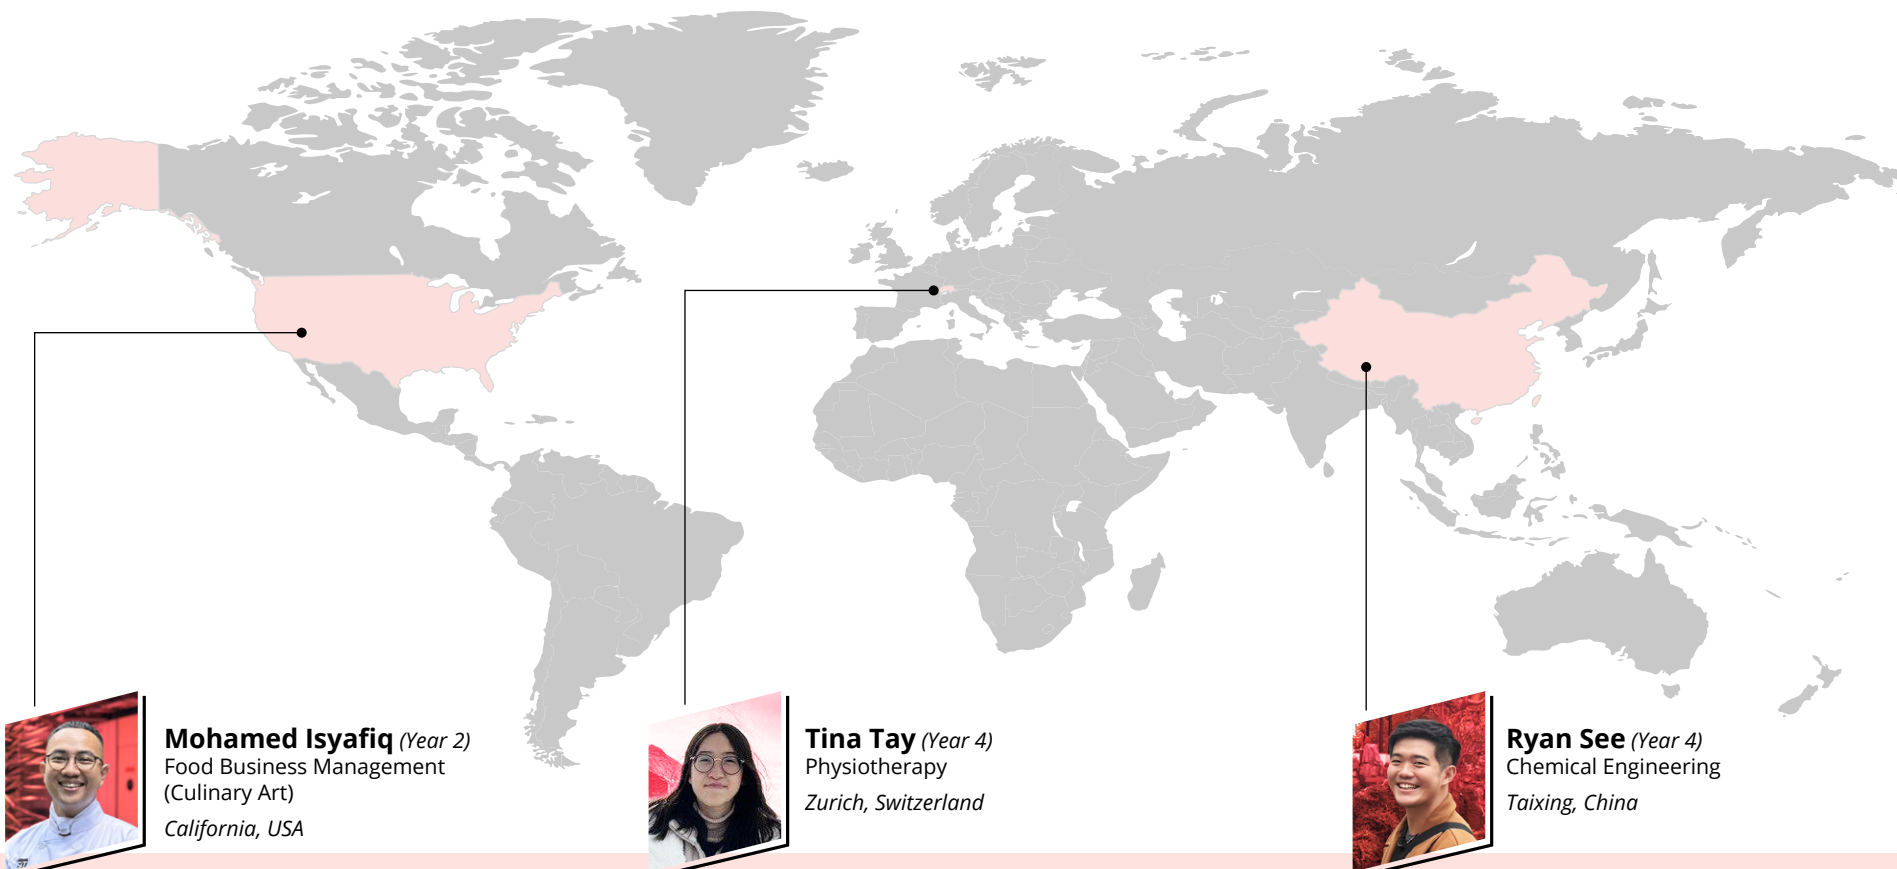 Mohamed Isyafiq (Year 2)
Food Business Management
(Culinary Art)
California, USA
Tina Tay (Year 4)
Physiotherapy
Zurich, Switzerland
Ryan See (Year 4)
Chemical Engineering
Taixing, China